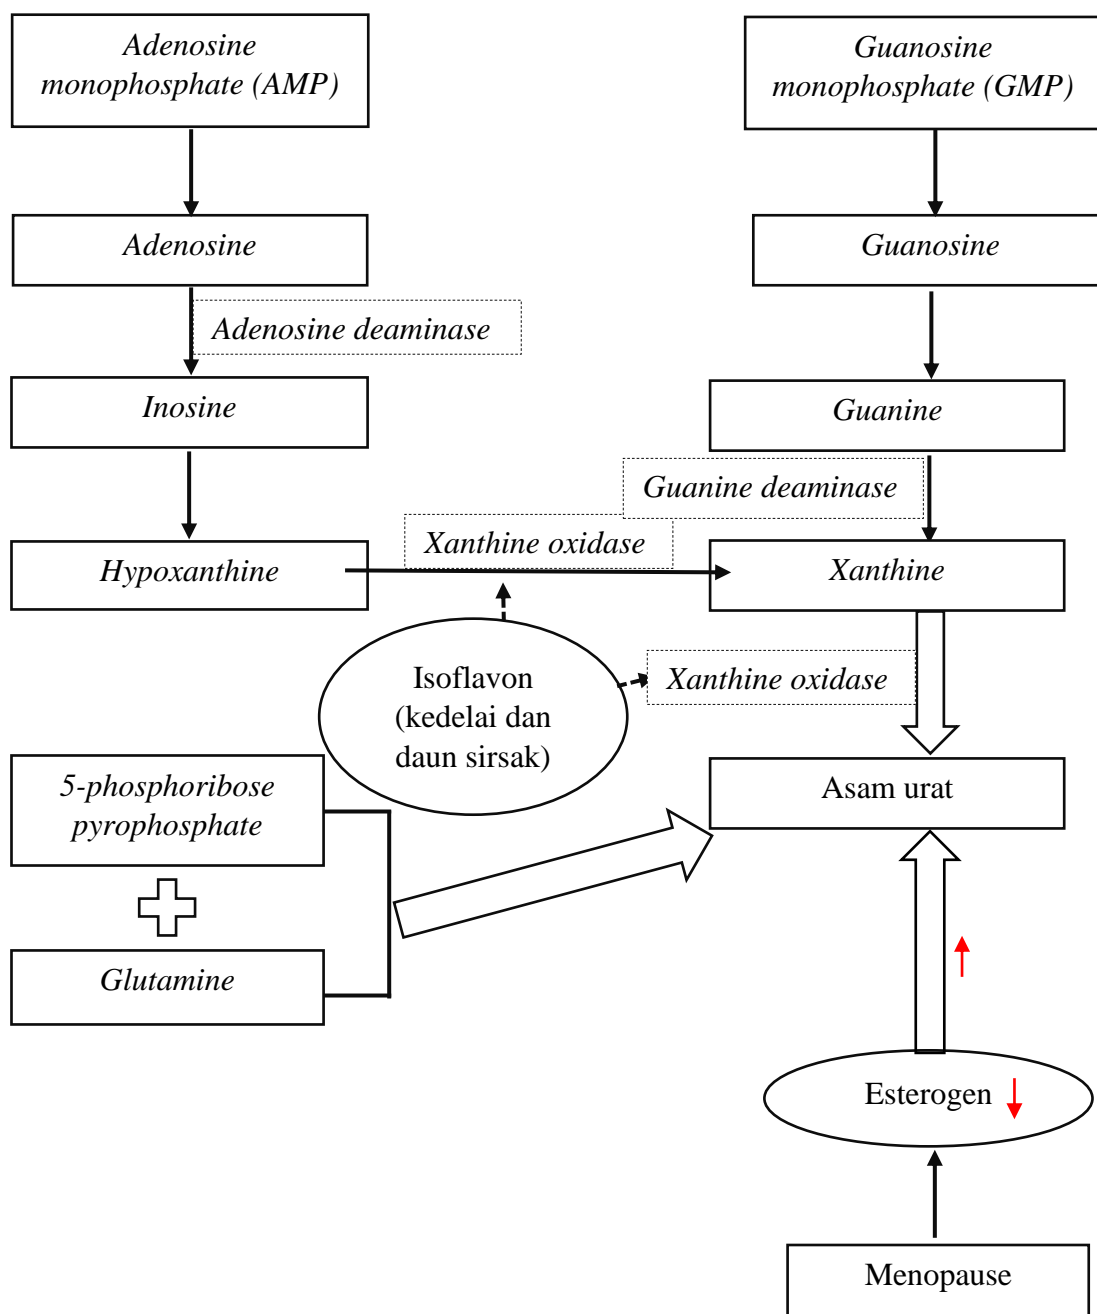 Adenosine
monophosphate (AMP)
Guanosine
monophosphate (GMP)
Adenosine
Guanosine
Adenosine deaminase
Inosine
Guanine
Guanine deaminase
Xanthine oxidase
Hypoxanthine
Xanthine
Isoflavon
(kedelai dan
daun sirsak)
Xanthine oxidase
5-phosphoribose
pyrophosphate
Asam urat
Glutamine
Esterogen
Menopause